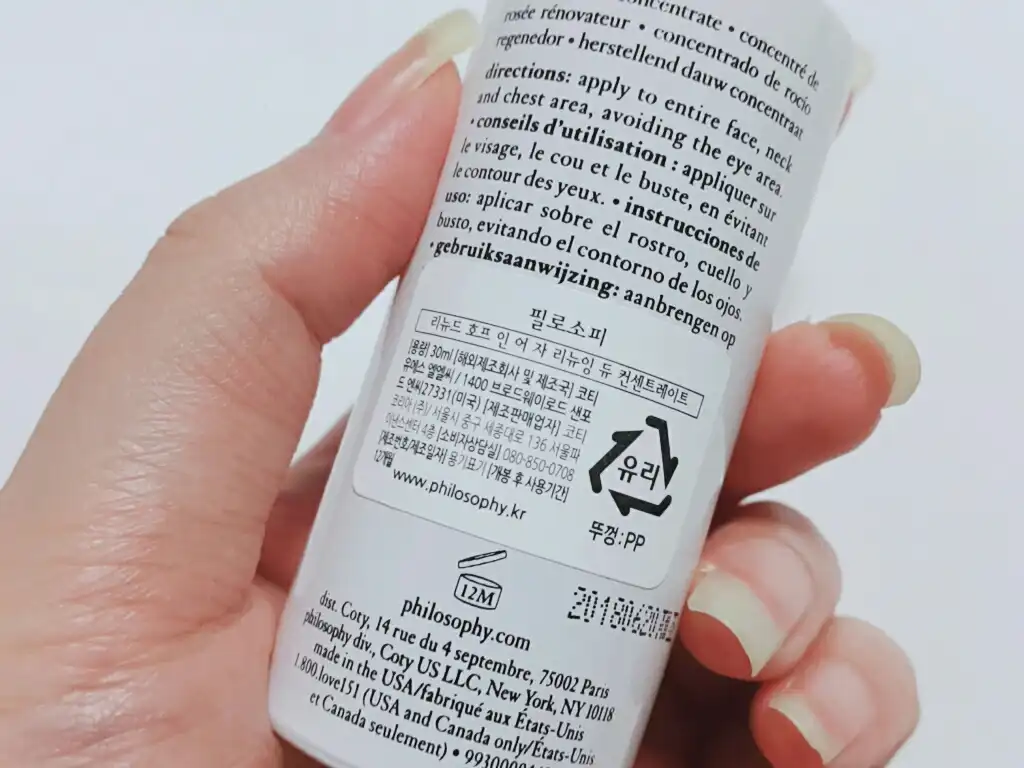 concentrate • concentré de
rosée rénovateur • concentrado de rocío
regenedor • herstellend dauw concentraat
directions: apply to entire face, neck
and chest area, avoiding the eye area.
• conseils d'utilisation : appliquer sur
le visage, le cou et le buste, en évitant
le contour des yeux. • instrucciones de
uso: aplicar sobre el rostro, cuello y
busto, evitando el contorno de los ojos.
• gebruiksaanwijzing: aanbrengen op
필로소피
리뉴드 호프 인 어 자 리뉴잉 듀 컨센트레이트
[용량] 30ml [해외제조회사 및 제조국] 코티
유에스 엘엘씨 / 1400 브로드웨이로드 샌포
드 엔씨27331(미국) [제조판매업자] 코티
코리아 (주)/ 서울시 중구 세종대로 136 서울파
이낸스센터 4층 [소비자상담실] 080-850-0708
[제조번호/제조일자] 용기표기 [개봉 후 사용기간]
12개월
www.philosophy.kr
유리
뚜껑:PP
12M
20180620
philosophy.com
dist. Coty, 14 rue du 4 septembre, 75002 Paris
philosophy div, Coty US LLC, New York, NY 10118
made in the USA/fabriqué aux États-Unis
1.800.love151 (USA and Canada only/États-Unis
et Canada seulement) •